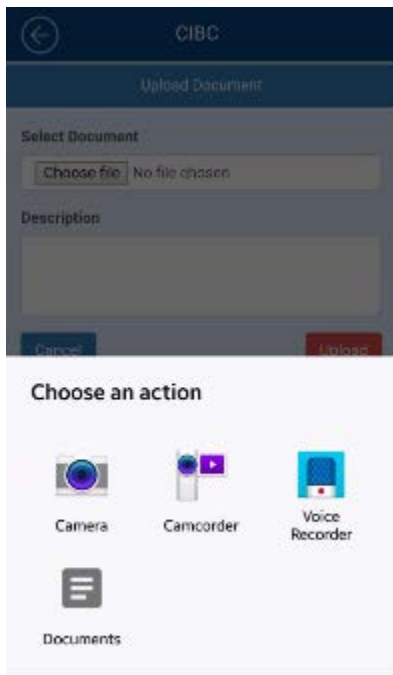 CIBC
Upload Document
Select Document
Choose file No file chosen
Description
Cancel Upload
Choose an action
Camera Camcorder Voice Recorder
Documents